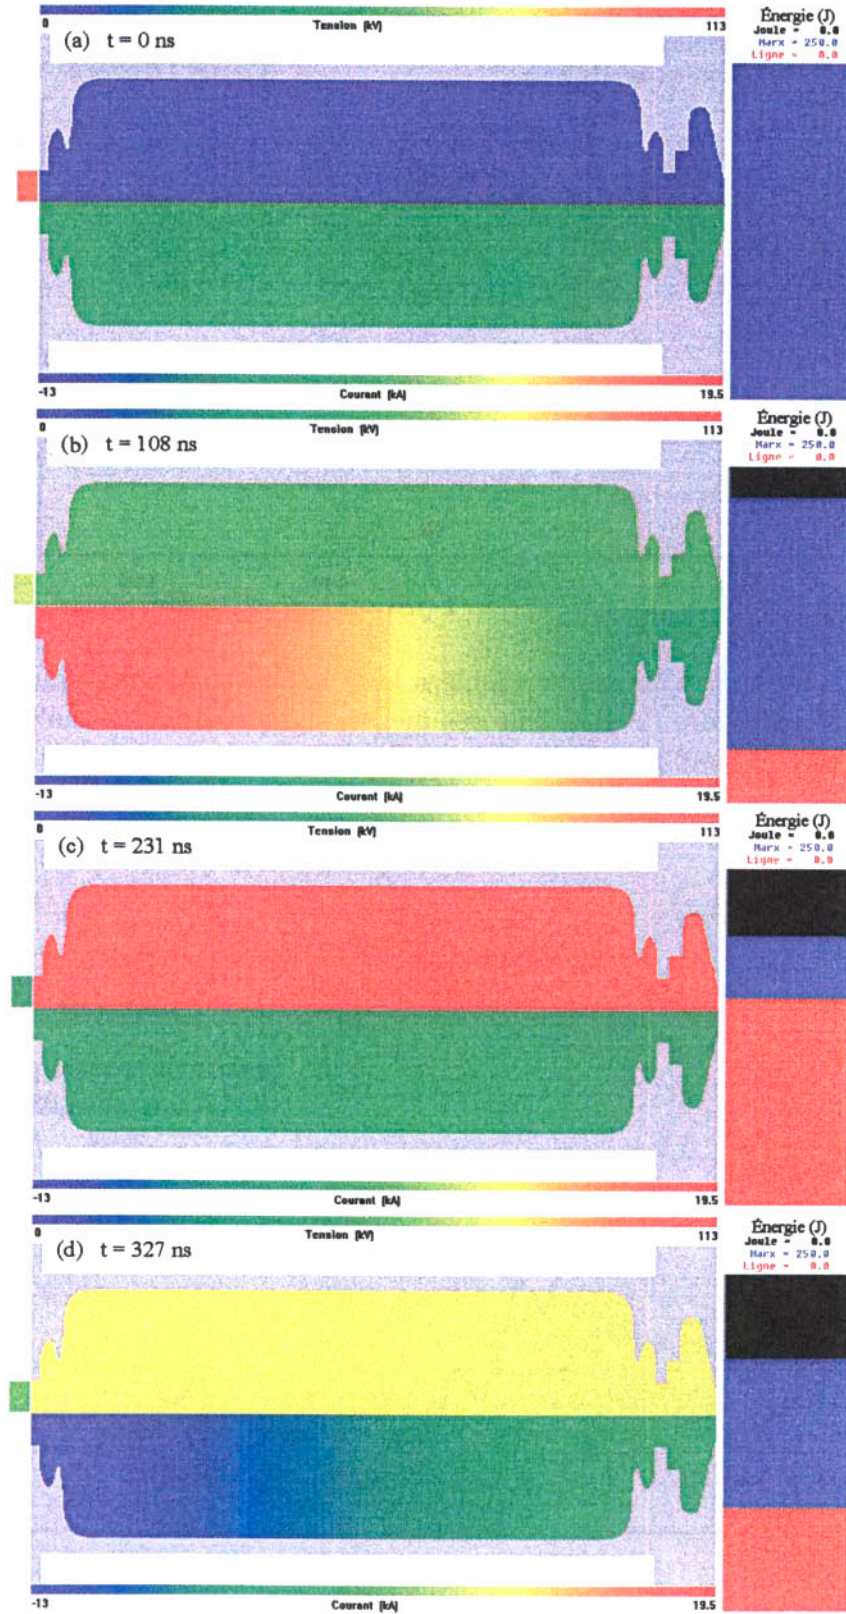 0 Tension (kV) 113
(a) t = 0 ns
Énergie (J)
Joule = 0.0
Marx = 250.0
Ligne = 0.0
-13 Courant (kA) 19.5
0 Tension (kV) 113
(b) t = 108 ns
Énergie (J)
Joule = 0.0
Marx = 250.0
Ligne = 0.0
-13 Courant (kA) 19.5
0 Tension (kV) 113
(c) t = 231 ns
Énergie (J)
Joule = 0.0
Marx = 250.0
Ligne = 0.0
-13 Courant (kA) 19.5
0 Tension (kV) 113
(d) t = 327 ns
Énergie (J)
Joule = 0.0
Marx = 250.0
Ligne = 0.0
-13 Courant (kA) 19.5